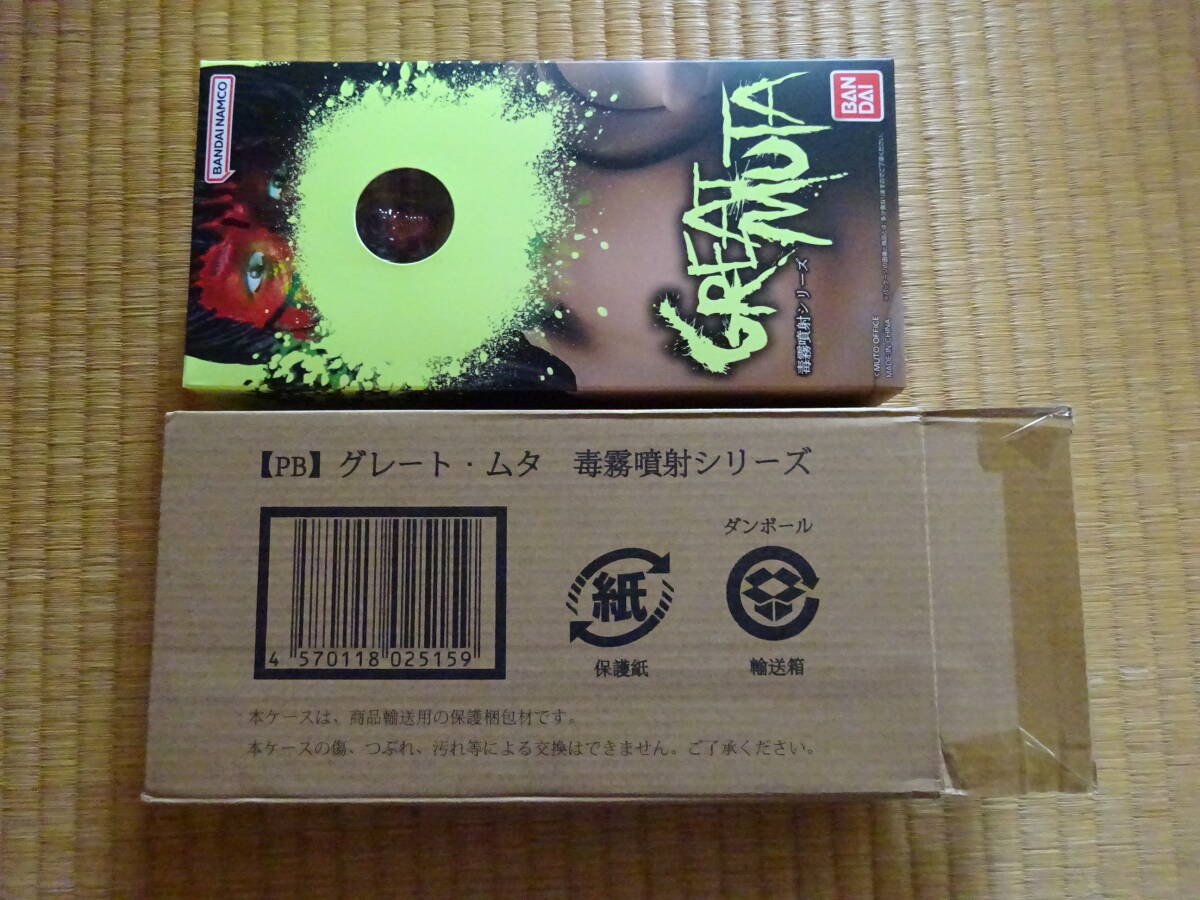 BANDAI NAMCO
BAN
DAI
GREAT
MUTA
毒霧噴射シリーズ
MUTO OFFICE
MADE IN CHINA
【PB】グレート・ムタ 毒霧噴射シリーズ
4 570118 025159
紙
保護紙
ダンボール
輸送箱
本ケースは、商品輸送用の保護梱包材です。
本ケースの傷、つぶれ、汚れ等による交換はできません。ご了承ください。